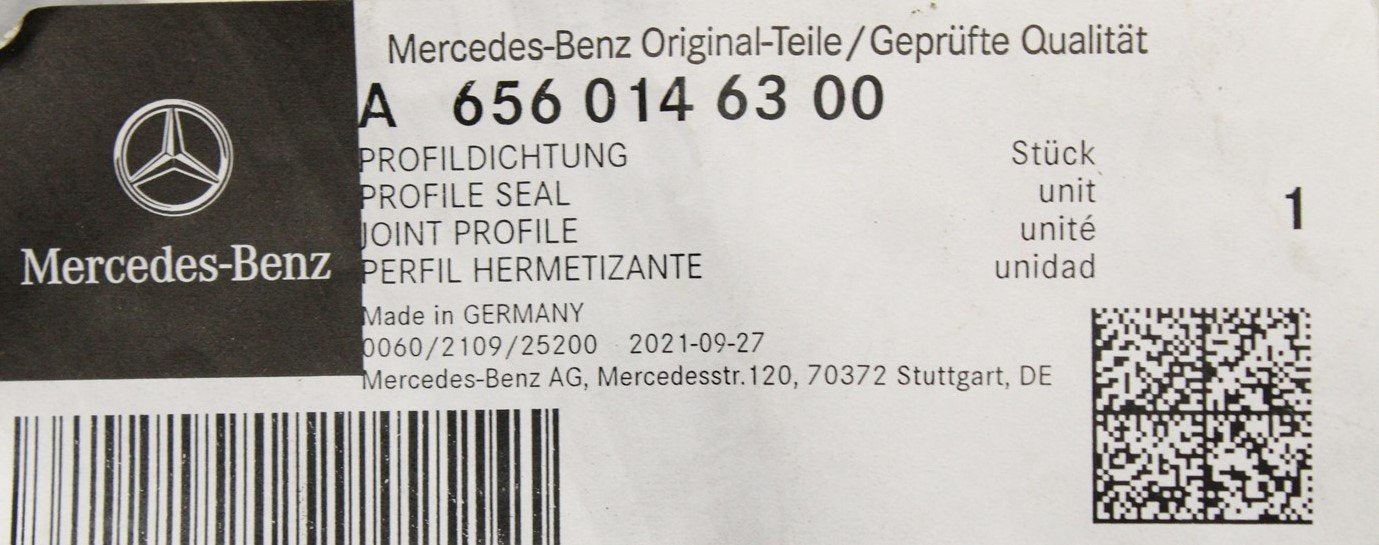 Mercedes-Benz Original-Teile/Geprüfte Qualität
A 656 014 63 00
PROFILDICHTUNG Stück
PROFILE SEAL unit
JOINT PROFILE unité
PERFIL HERMETIZANTE unidad
1
Mercedes-Benz
Made in GERMANY
0060/2109/25200 2021-09-27
Mercedes-Benz AG, Mercedesstr.120, 70372 Stuttgart, DE